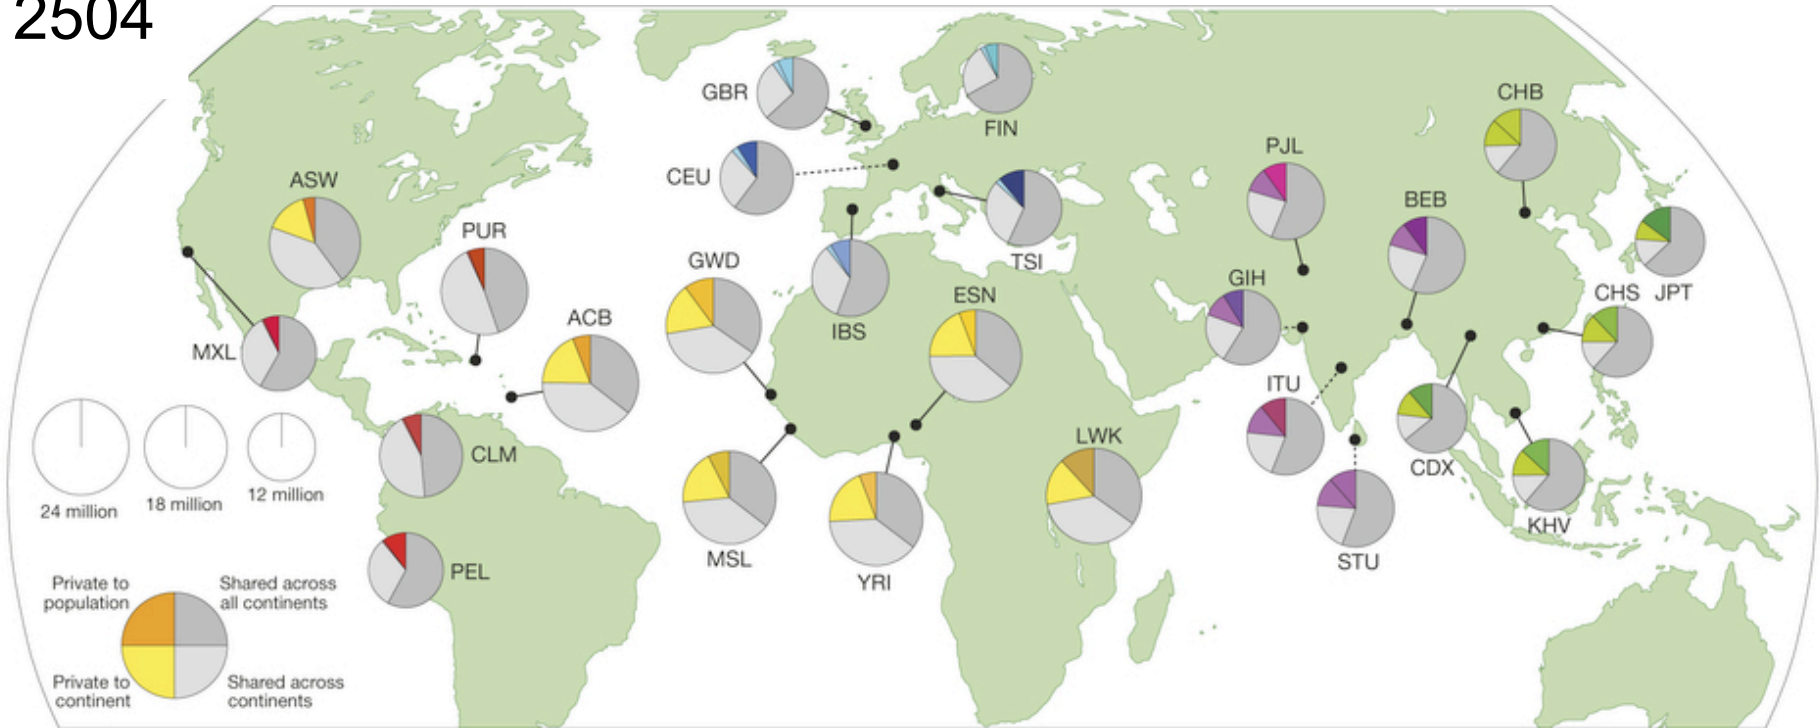 2504
GBR
FIN
CHB
CEU
PJL
ASW
BEB
PUR
GWD
TSI
GIH
ESN
CHS
JPT
ACB
IBS
MXL
ITU
LWK
CLM
CDX
24 million
18 million
12 million
KHV
MSL
STU
PEL
YRI
Private to
population
Shared across
all continents
Private to
continent
Shared across
continents